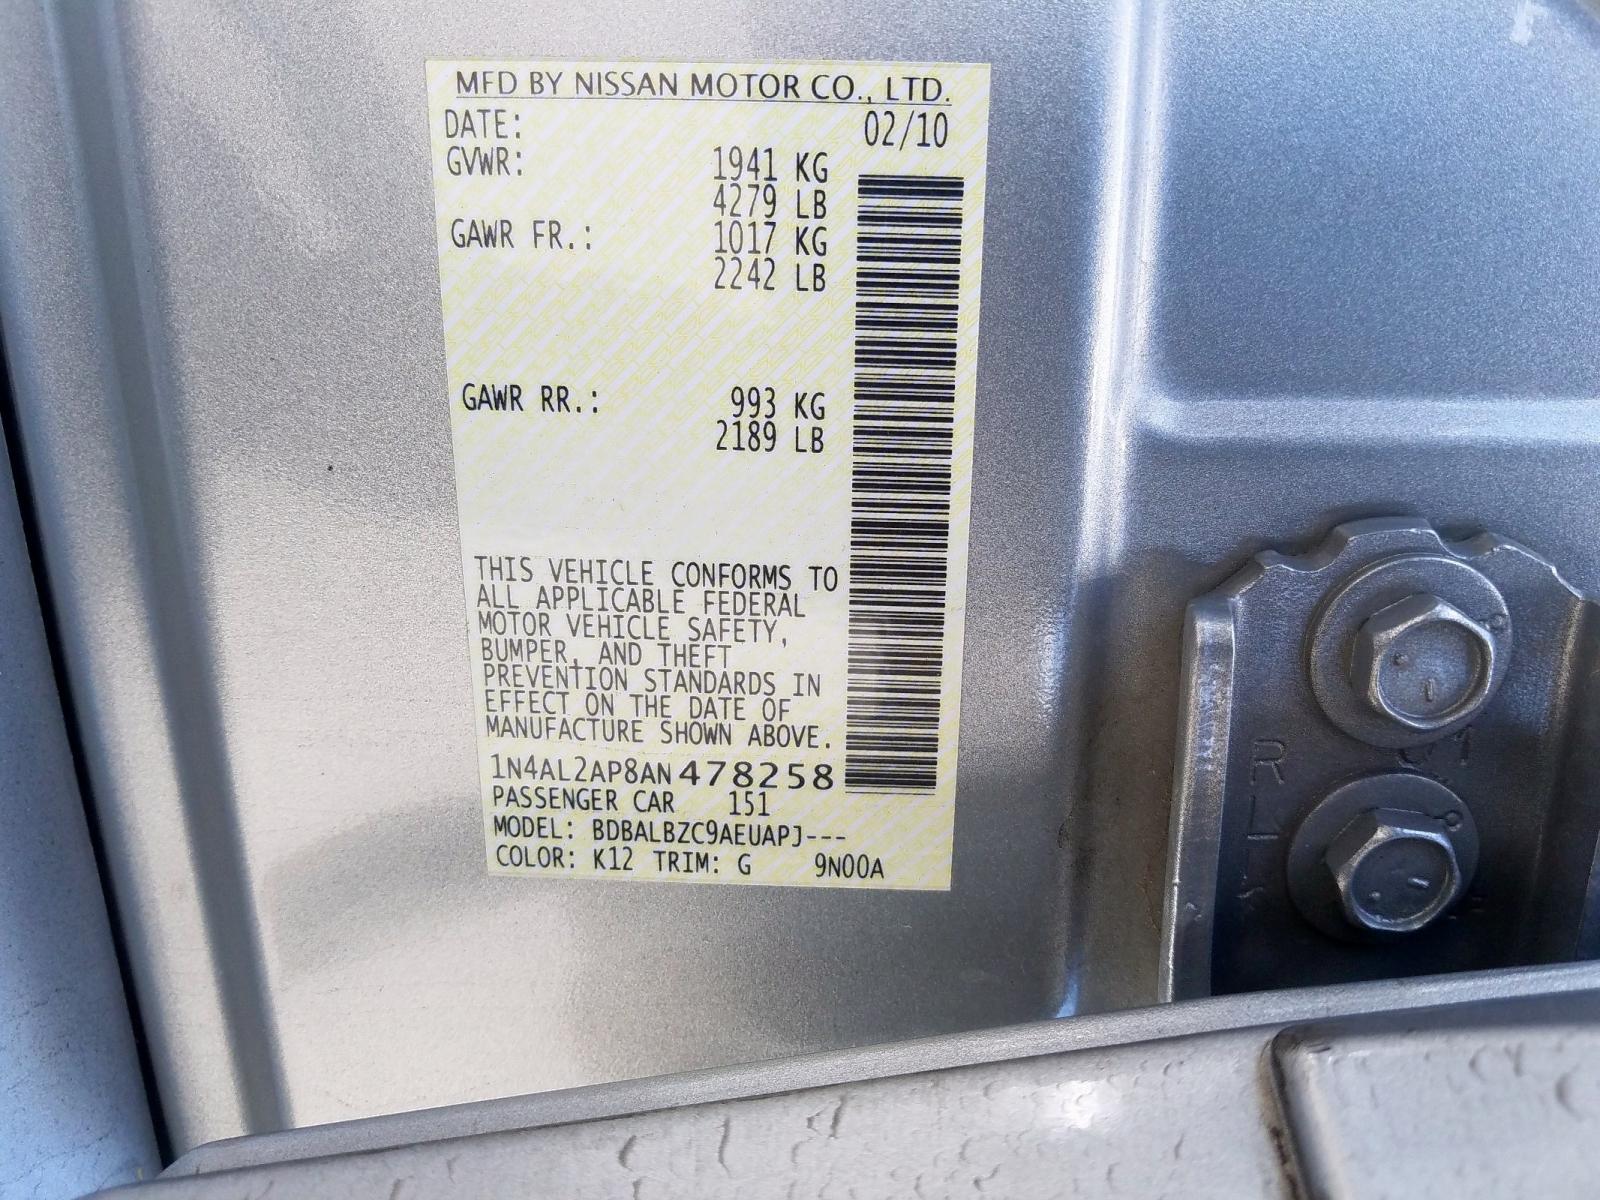 MFD BY NISSAN MOTOR CO., LTD.
DATE: 02/10
GVWR: 1941 KG
4279 LB
GAWR FR.: 1017 KG
2242 LB
GAWR RR.: 993 KG
2189 LB
THIS VEHICLE CONFORMS TO
ALL APPLICABLE FEDERAL
MOTOR VEHICLE SAFETY,
BUMPER, AND THEFT
PREVENTION STANDARDS IN
EFFECT ON THE DATE OF
MANUFACTURE SHOWN ABOVE.
1N4AL2AP8AN478258
PASSENGER CAR 151
MODEL: BDBALBZC9AEUAPJ---
COLOR: K12 TRIM: G 9N00A
R
L